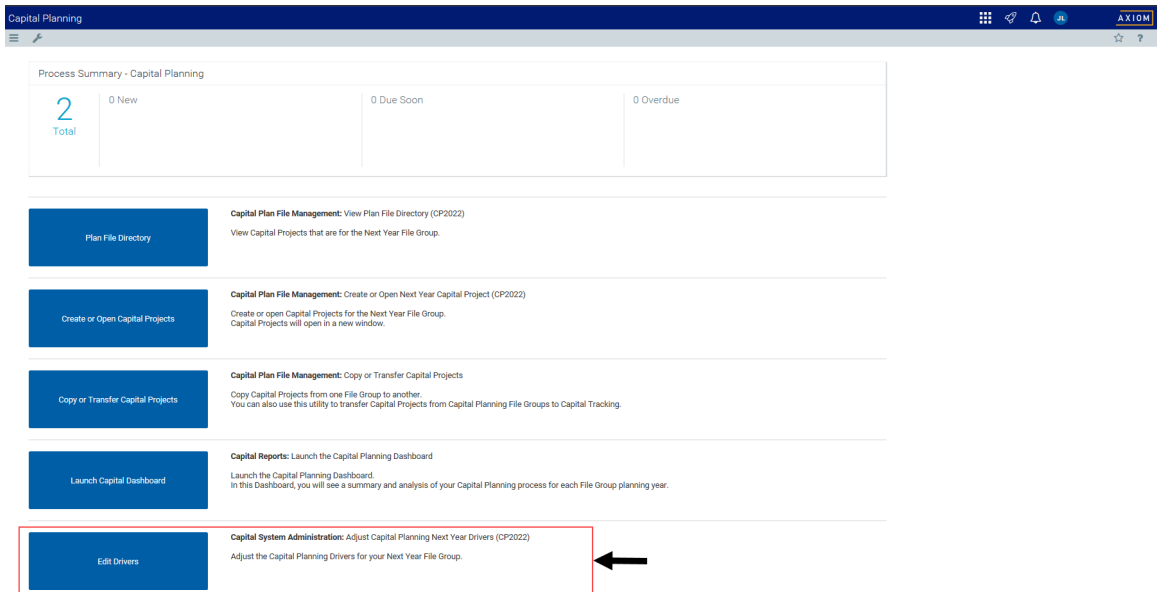 Capital Planning
JL
AXIOM
?
Process Summary - Capital Planning
2
Total
0 New
0 Due Soon
0 Overdue
Plan File Directory
Capital Plan File Management: View Plan File Directory (CP2022)
View Capital Projects that are for the Next Year File Group.
Create or Open Capital Projects
Capital Plan File Management: Create or Open Next Year Capital Project (CP2022)
Create or open Capital Projects for the Next Year File Group.
Capital Projects will open in a new window.
Copy or Transfer Capital Projects
Capital Plan File Management: Copy or Transfer Capital Projects
Copy Capital Projects from one File Group to another.
You can also use this utility to transfer Capital Projects from Capital Planning File Groups to Capital Tracking.
Launch Capital Dashboard
Capital Reports: Launch the Capital Planning Dashboard
Launch the Capital Planning Dashboard.
In this Dashboard, you will see a summary and analysis of your Capital Planning process for each File Group planning year.
Edit Drivers
Capital System Administration: Adjust Capital Planning Next Year Drivers (CP2022)
Adjust the Capital Planning Drivers for your Next Year File Group.